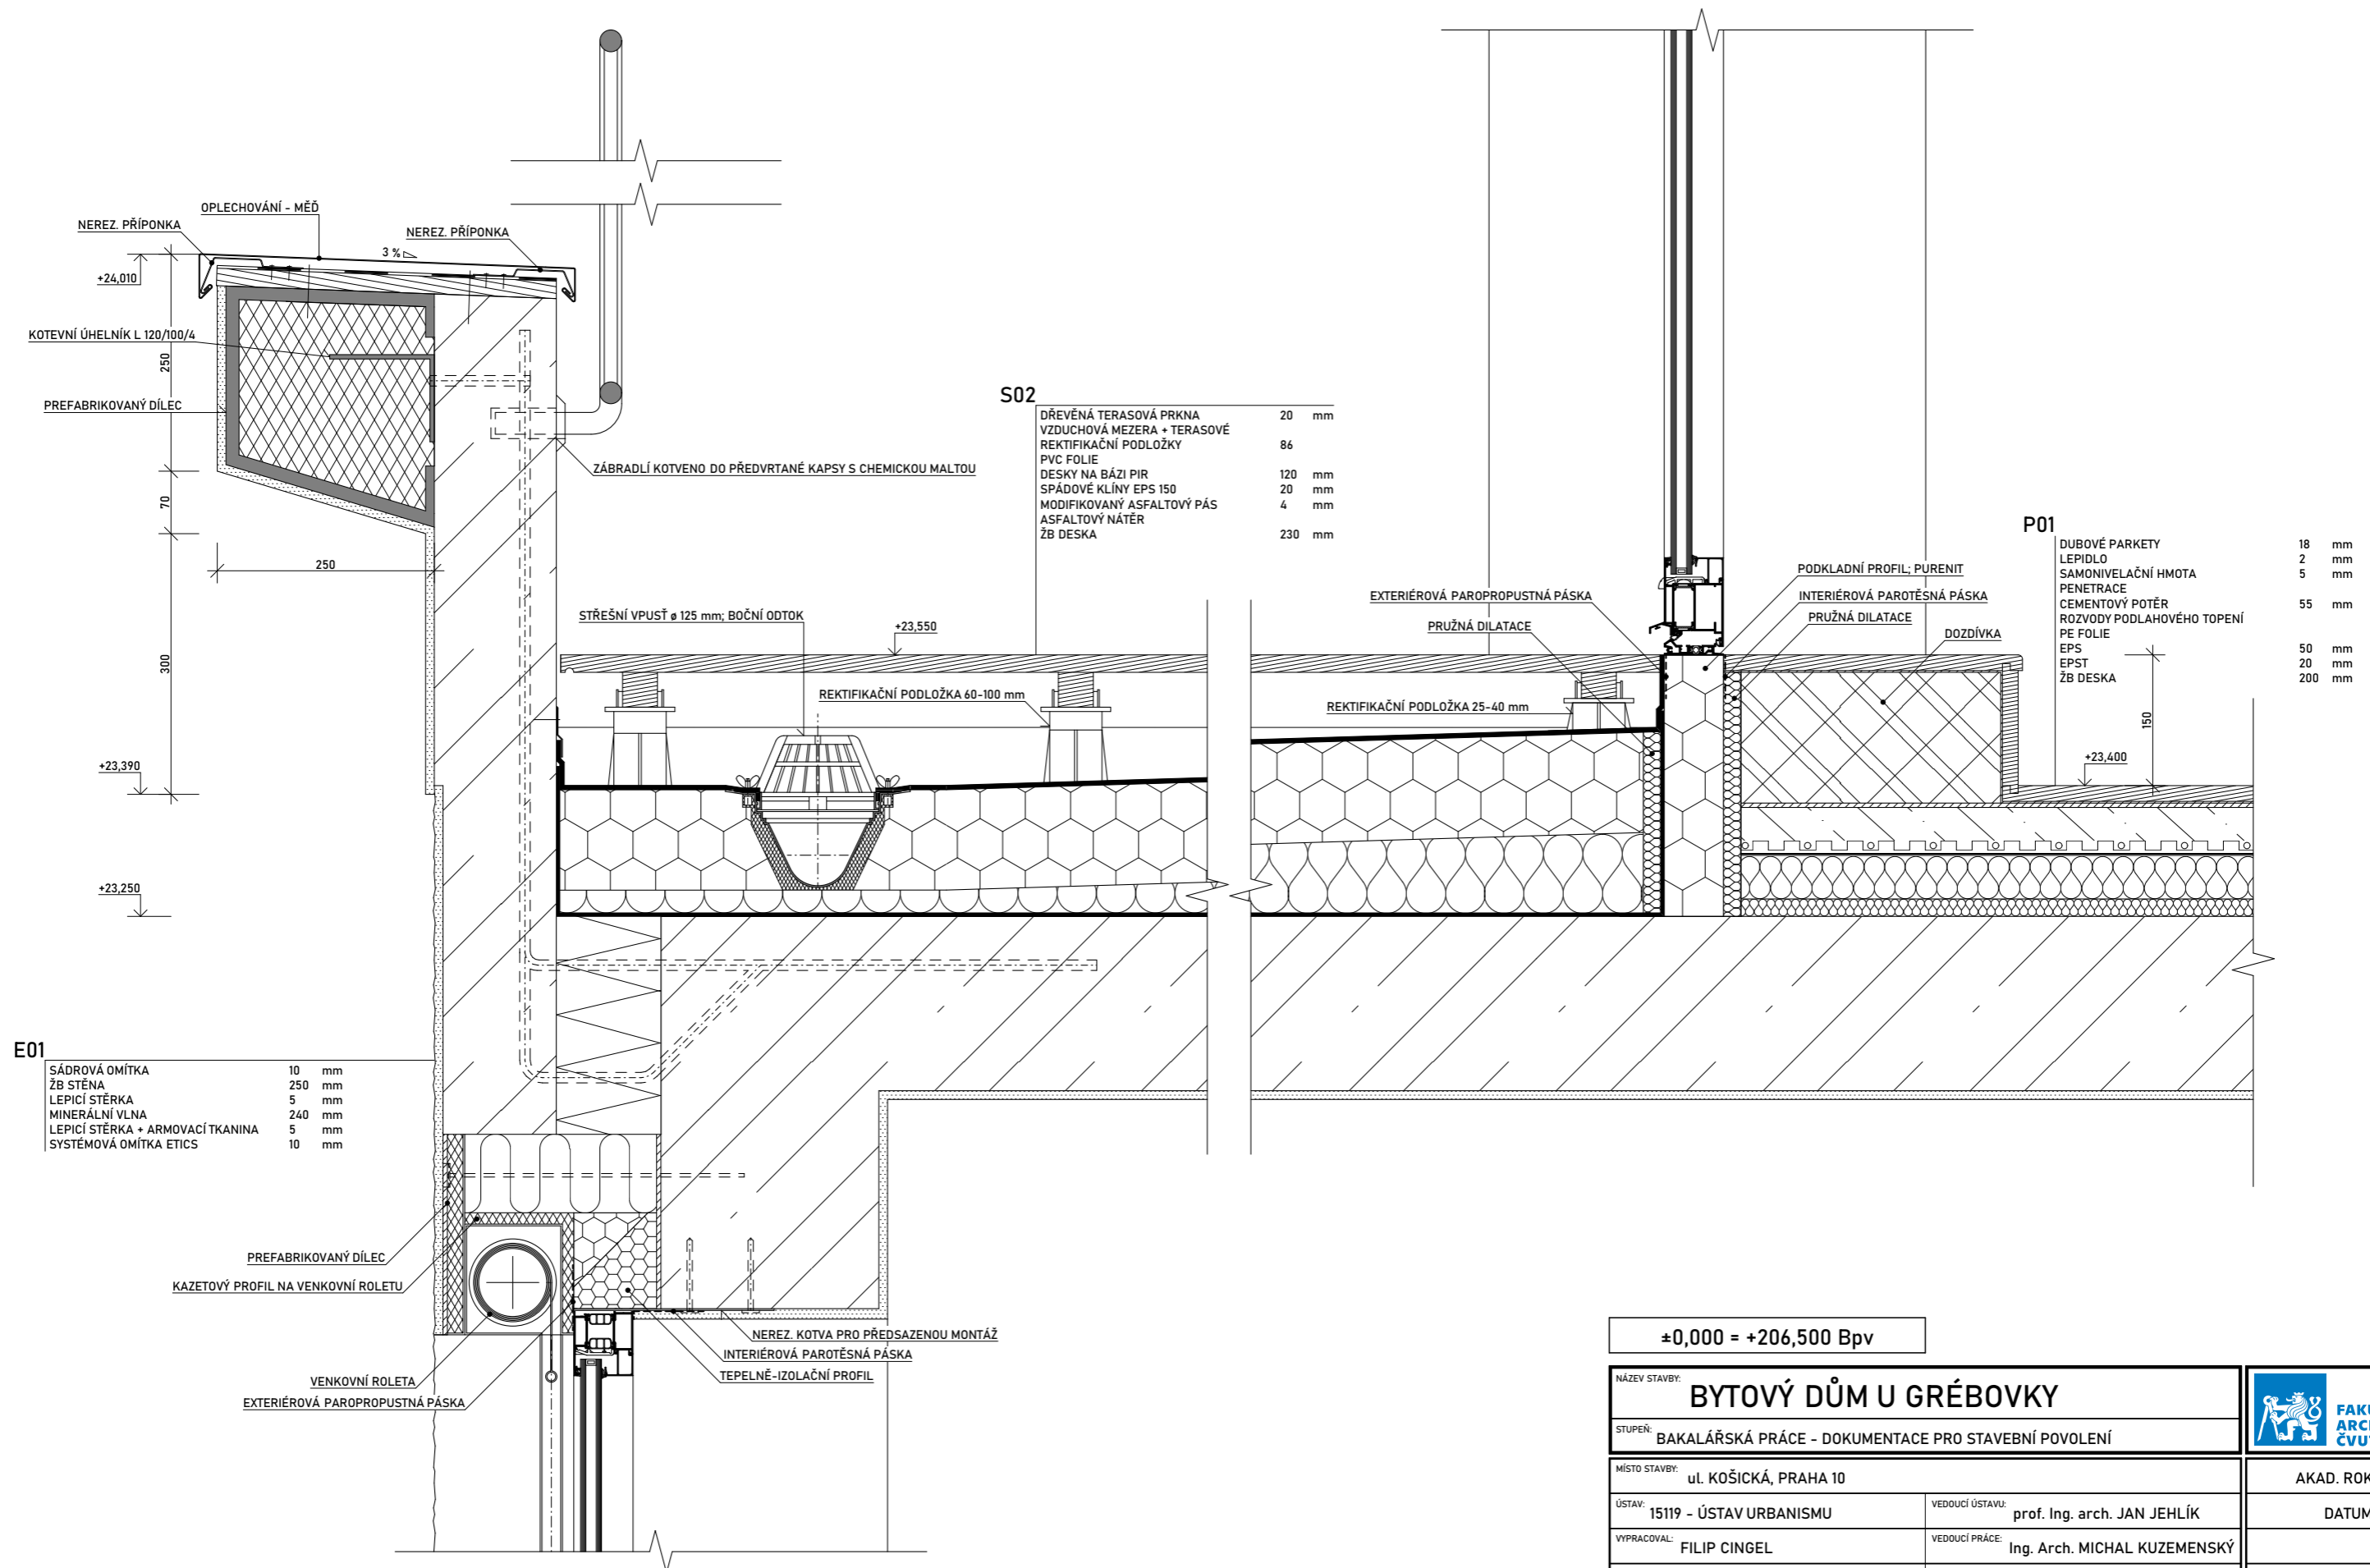 OPLECHOVÁNÍ - MĚĎ
NEREZ. PŘÍPONKA
NEREZ. PŘÍPONKA
3 %
+24,010
KOTEVNÍ ÚHELNÍK L 120/100/4
250
PREFABRIKOVANÝ DÍLEC
ZÁBRADLÍ KOTVENO DO PŘEDVRTANÉ KAPSY S CHEMICKOU MALTOU
70
250
300
S02
DŘEVĚNÁ TERASOVÁ PRKNA 20 mm
VZDUCHOVÁ MEZERA + TERASOVÉ
REKTIFIKAČNÍ PODLOŽKY 86
PVC FOLIE
DESKY NA BÁZI PIR 120 mm
SPÁDOVÉ KLÍNY EPS 150 20 mm
MODIFIKOVANÝ ASFALTOVÝ PÁS 4 mm
ASFALTOVÝ NÁTĚR
ŽB DESKA 230 mm
P01
DUBOVÉ PARKETY 18 mm
LEPIDLO 2 mm
SAMONIVELAČNÍ HMOTA 5 mm
PENETRACE
CEMENTOVÝ POTĚR 55 mm
ROZVODY PODLAHOVÉHO TOPENÍ
PE FOLIE
EPS 50 mm
EPST 20 mm
ŽB DESKA 200 mm
PODKLADNÍ PROFIL; PURENIT
EXTERIÉROVÁ PAROPROPUSTNÁ PÁSKA
INTERIÉROVÁ PAROTĚSNÁ PÁSKA
STŘEŠNÍ VPUSŤ ø 125 mm; BOČNÍ ODTOK
+23,550
PRUŽNÁ DILATACE
PRUŽNÁ DILATACE
DOZDÍVKA
REKTIFIKAČNÍ PODLOŽKA 60-100 mm
REKTIFIKAČNÍ PODLOŽKA 25-40 mm
150
+23,400
+23,390
+23,250
E01
SÁDROVÁ OMÍTKA 10 mm
ŽB STĚNA 250 mm
LEPICÍ STĚRKA 5 mm
MINERÁLNÍ VLNA 240 mm
LEPICÍ STĚRKA + ARMOVACÍ TKANINA 5 mm
SYSTÉMOVÁ OMÍTKA ETICS 10 mm
PREFABRIKOVANÝ DÍLEC
KAZETOVÝ PROFIL NA VENKOVNÍ ROLETU
NEREZ. KOTVA PRO PŘEDSAZENOU MONTÁŽ
INTERIÉROVÁ PAROTĚSNÁ PÁSKA
TEPELNĚ-IZOLAČNÍ PROFIL
VENKOVNÍ ROLETA
EXTERIÉROVÁ PAROPROPUSTNÁ PÁSKA
±0,000 = +206,500 Bpv
NÁZEV STAVBY: BYTOVÝ DŮM U GRÉBOVKY
STUPEŇ: BAKALÁŘSKÁ PRÁCE - DOKUMENTACE PRO STAVEBNÍ POVOLENÍ
FAKU
ARCH
ČVUT
MÍSTO STAVBY: ul. KOŠICKÁ, PRAHA 10
AKAD. ROK
ÚSTAV: 15119 - ÚSTAV URBANISMU
VEDOUCÍ ÚSTAVU: prof. Ing. arch. JAN JEHLÍK
DATUM
VYPRACOVAL: FILIP CINGEL
VEDOUCÍ PRÁCE: Ing. Arch. MICHAL KUZEMENSKÝ